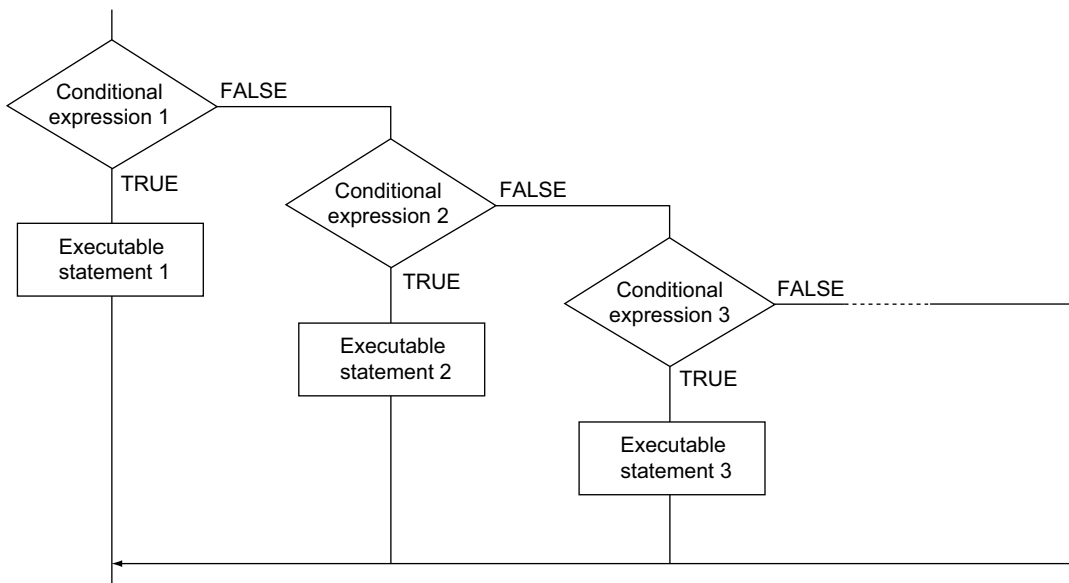 Conditional
expression 1
FALSE
TRUE
Executable
statement 1
Conditional
expression 2
FALSE
TRUE
Executable
statement 2
Conditional
expression 3
FALSE
TRUE
Executable
statement 3